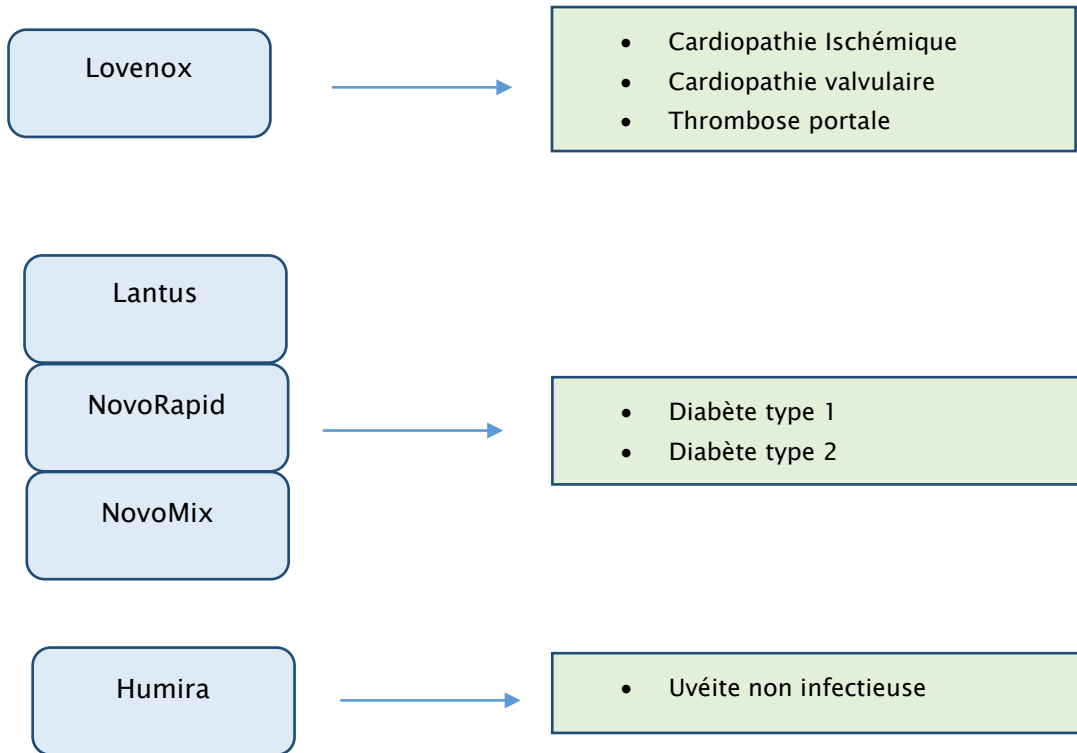 Lovenox
• Cardiopathie Ischémique
• Cardiopathie valvulaire
• Thrombose portale
Lantus
NovoRapid
NovoMix
• Diabète type 1
• Diabète type 2
Humira
• Uvéite non infectieuse